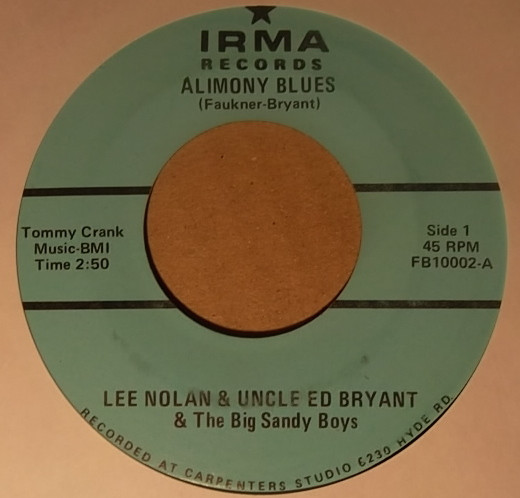 IRMA
RECORDS
ALIMONY BLUES
(Faukner-Bryant)
Tommy Crank
Music-BMI
Time 2:50
Side 1
45 RPM
FB10002-A
LEE NOLAN & UNCLE ED BRYANT
& The Big Sandy Boys
RECORDED AT CARPENTERS STUDIO 6230 HYDE RD.